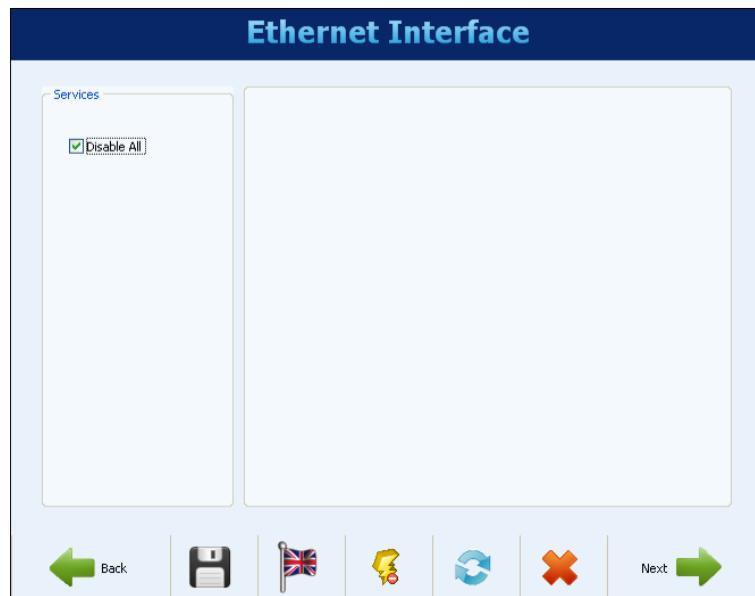 Ethernet Interface
Services
Disable All
Back
Next